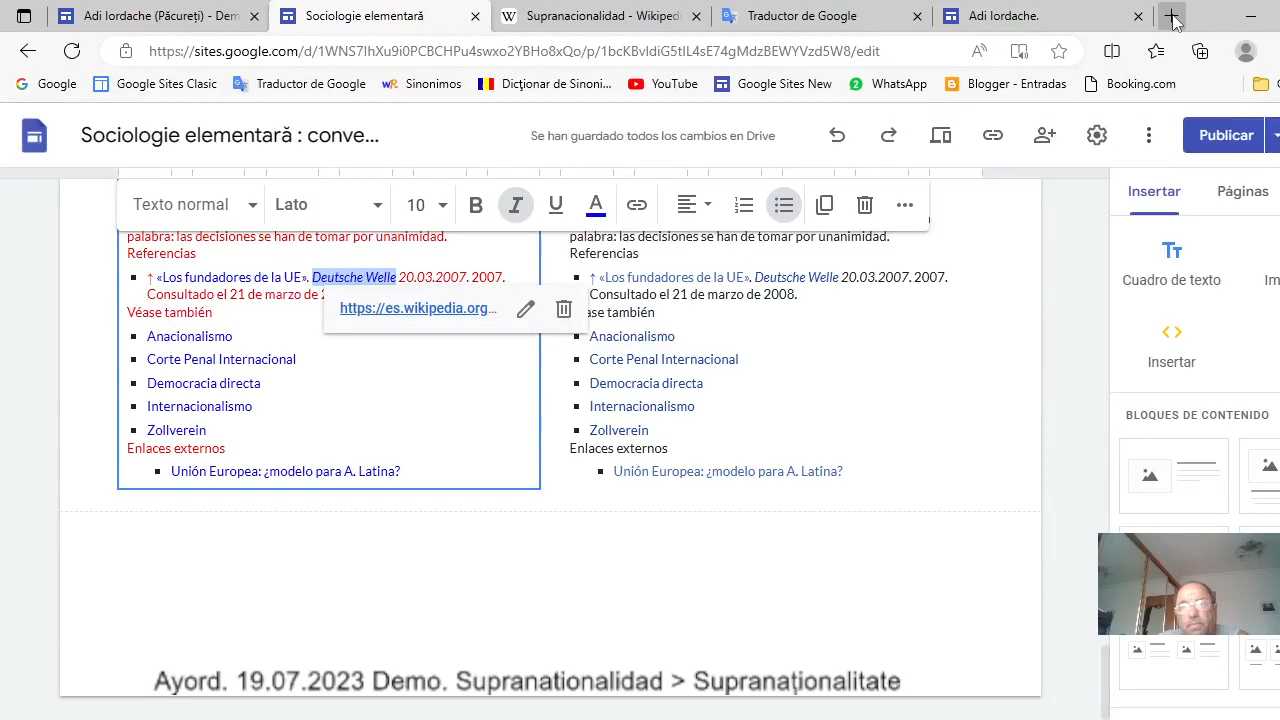 Adi Iordache (Păcureți) - Dem
Sociologie elementară
Supranacionalidad - Wikipedi
Traductor de Google
Adi Iordache.
https://sites.google.com/d/1WNS7IhXu9i0PCBCHPu4swxo2YBHo8xQo/p/1bcKBvIdiG5tIL4sE74gMdzBEWYVzd5W8/edit
Google
Google Sites Clasic
Traductor de Google
Sinonimos
Dicționar de Sinoni...
YouTube
Google Sites New
WhatsApp
Blogger - Entradas
Booking.com
Sociologie elementară : conve...
Se han guardado todos los cambios en Drive
Publicar
Texto normal
Lato
10
B
I
U
A
Insertar
Páginas
palabra: las decisiones se han de tomar por unanimidad.
Referencias
↑ «Los fundadores de la UE». Deutsche Welle 20.03.2007. 2007.
Consultado el 21 de marzo de 2
https://es.wikipedia.org...
Véase también
Anacionalismo
Corte Penal Internacional
Democracia directa
Internacionalismo
Zollverein
Enlaces externos
Unión Europea: ¿modelo para A. Latina?
palabra: las decisiones se han de tomar por unanimidad.
Referencias
↑ «Los fundadores de la UE». Deutsche Welle 20.03.2007. 2007.
Consultado el 21 de marzo de 2008.
ase también
Anacionalismo
Corte Penal Internacional
Democracia directa
Internacionalismo
Zollverein
Enlaces externos
Unión Europea: ¿modelo para A. Latina?
Cuadro de texto
Im
Insertar
BLOQUES DE CONTENIDO
Ayord. 19.07.2023 Demo. Supranationalidad > Supranaționalitate